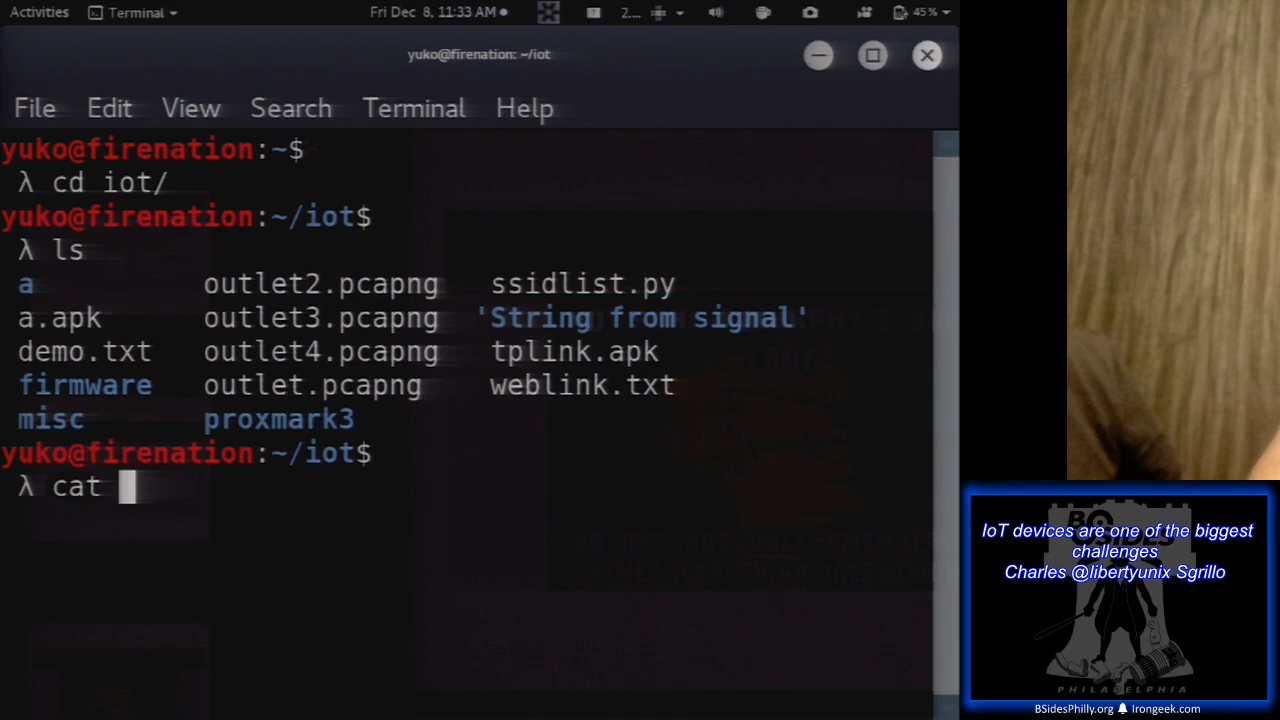 Activities Terminal Fri Dec 8, 11:33 AM 2... 45%
yuko@firenation: ~/iot
File Edit View Search Terminal Help
yuko@firenation:~$
λ cd iot/
yuko@firenation:~/iot$
λ ls
a outlet2.pcapng ssidlist.py
a.apk outlet3.pcapng 'String from signal'
demo.txt outlet4.pcapng tplink.apk
firmware outlet.pcapng weblink.txt
misc proxmark3
yuko@firenation:~/iot$
λ cat
BSIDES
IoT devices are one of the biggest
challenges
Charles @libertyunix Sgrillo
PHILADELPHIA
BSidesPhilly.org Irongeek.com